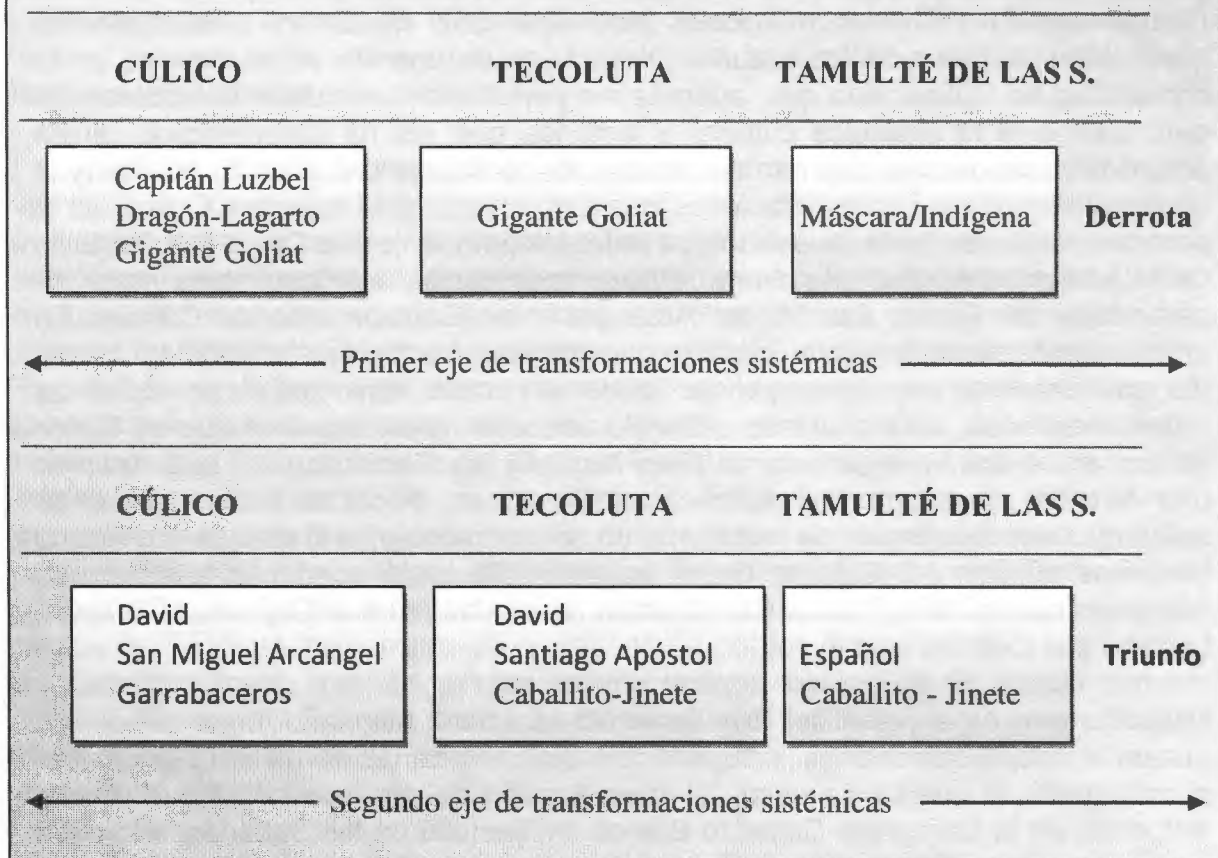 CÚLICO TECOLUTA TAMULTÉ DE LAS S.
Capitán Luzbel
Dragón-Lagarto
Gigante Goliat
Gigante Goliat
Máscara/Indígena
Derrota
Primer eje de transformaciones sistémicas
CÚLICO TECOLUTA TAMULTÉ DE LAS S.
David
San Miguel Arcángel
Garrabaceros
David
Santiago Apóstol
Caballito-Jinete
Español
Caballito - Jinete
Triunfo
Segundo eje de transformaciones sistémicas